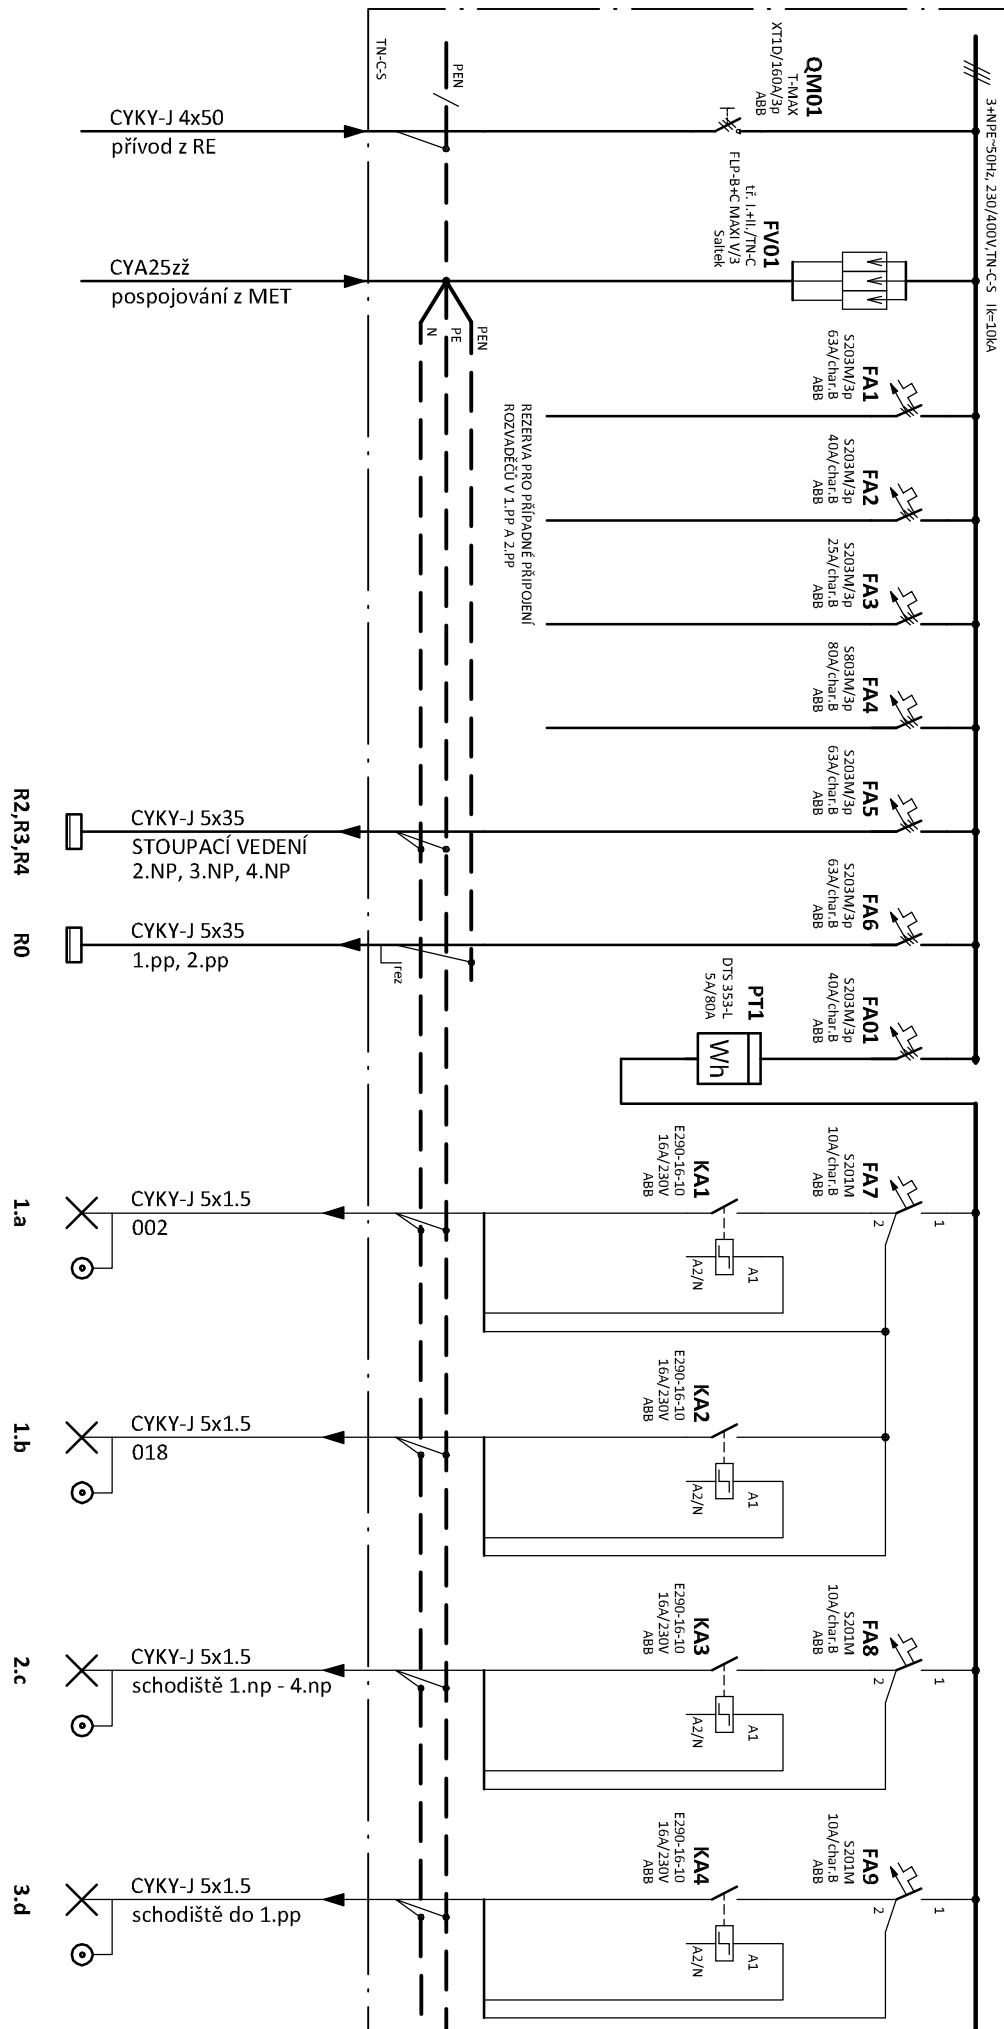 3+NPE~50Hz, 230/400V,TN-C-S Ik=10kA
TN-C-S
PEN
QM01
T-MAX
XT1D/160A/3p
ABB
CYKY-J 4x50
přívod z RE
FV01
tř. I.+II./TN-C
FLP-B+C MAXI V/3
Saltek
CYA25zž
pospojování z MET
N
PE
PEN
FA1
S203M/3p
63A/char.B
ABB
FA2
S203M/3p
40A/char.B
ABB
FA3
S203M/3p
25A/char.B
ABB
FA4
S803M/3p
80A/char.B
ABB
REZERVA PRO PŘÍPADNÉ PŘIPOJENÍ
ROZVADĚČŮ V 1.PP A 2.PP
FA5
S203M/3p
63A/char.B
ABB
CYKY-J 5x35
STOUPACÍ VEDENÍ
2.NP, 3.NP, 4.NP
R2,R3,R4
FA6
S203M/3p
63A/char.B
ABB
CYKY-J 5x35
1.pp, 2.pp
rez
R0
FA01
S203M/3p
40A/char.B
ABB
PT1
DTS 353-L
5A/80A
Wh
FA7
S201M
10A/char.B
1
2
KA1
E290-16-10
16A/230V
ABB
A1
A2/N
CYKY-J 5x1.5
002
1.a
KA2
E290-16-10
16A/230V
ABB
A1
A2/N
CYKY-J 5x1.5
018
1.b
FA8
S201M
10A/char.B
ABB
1
2
KA3
E290-16-10
16A/230V
ABB
A1
A2/N
CYKY-J 5x1.5
schodiště 1.np - 4.np
2.c
FA9
S201M
10A/char.B
ABB
1
2
KA4
E290-16-10
16A/230V
ABB
A1
A2/N
CYKY-J 5x1.5
schodiště do 1.pp
3.d